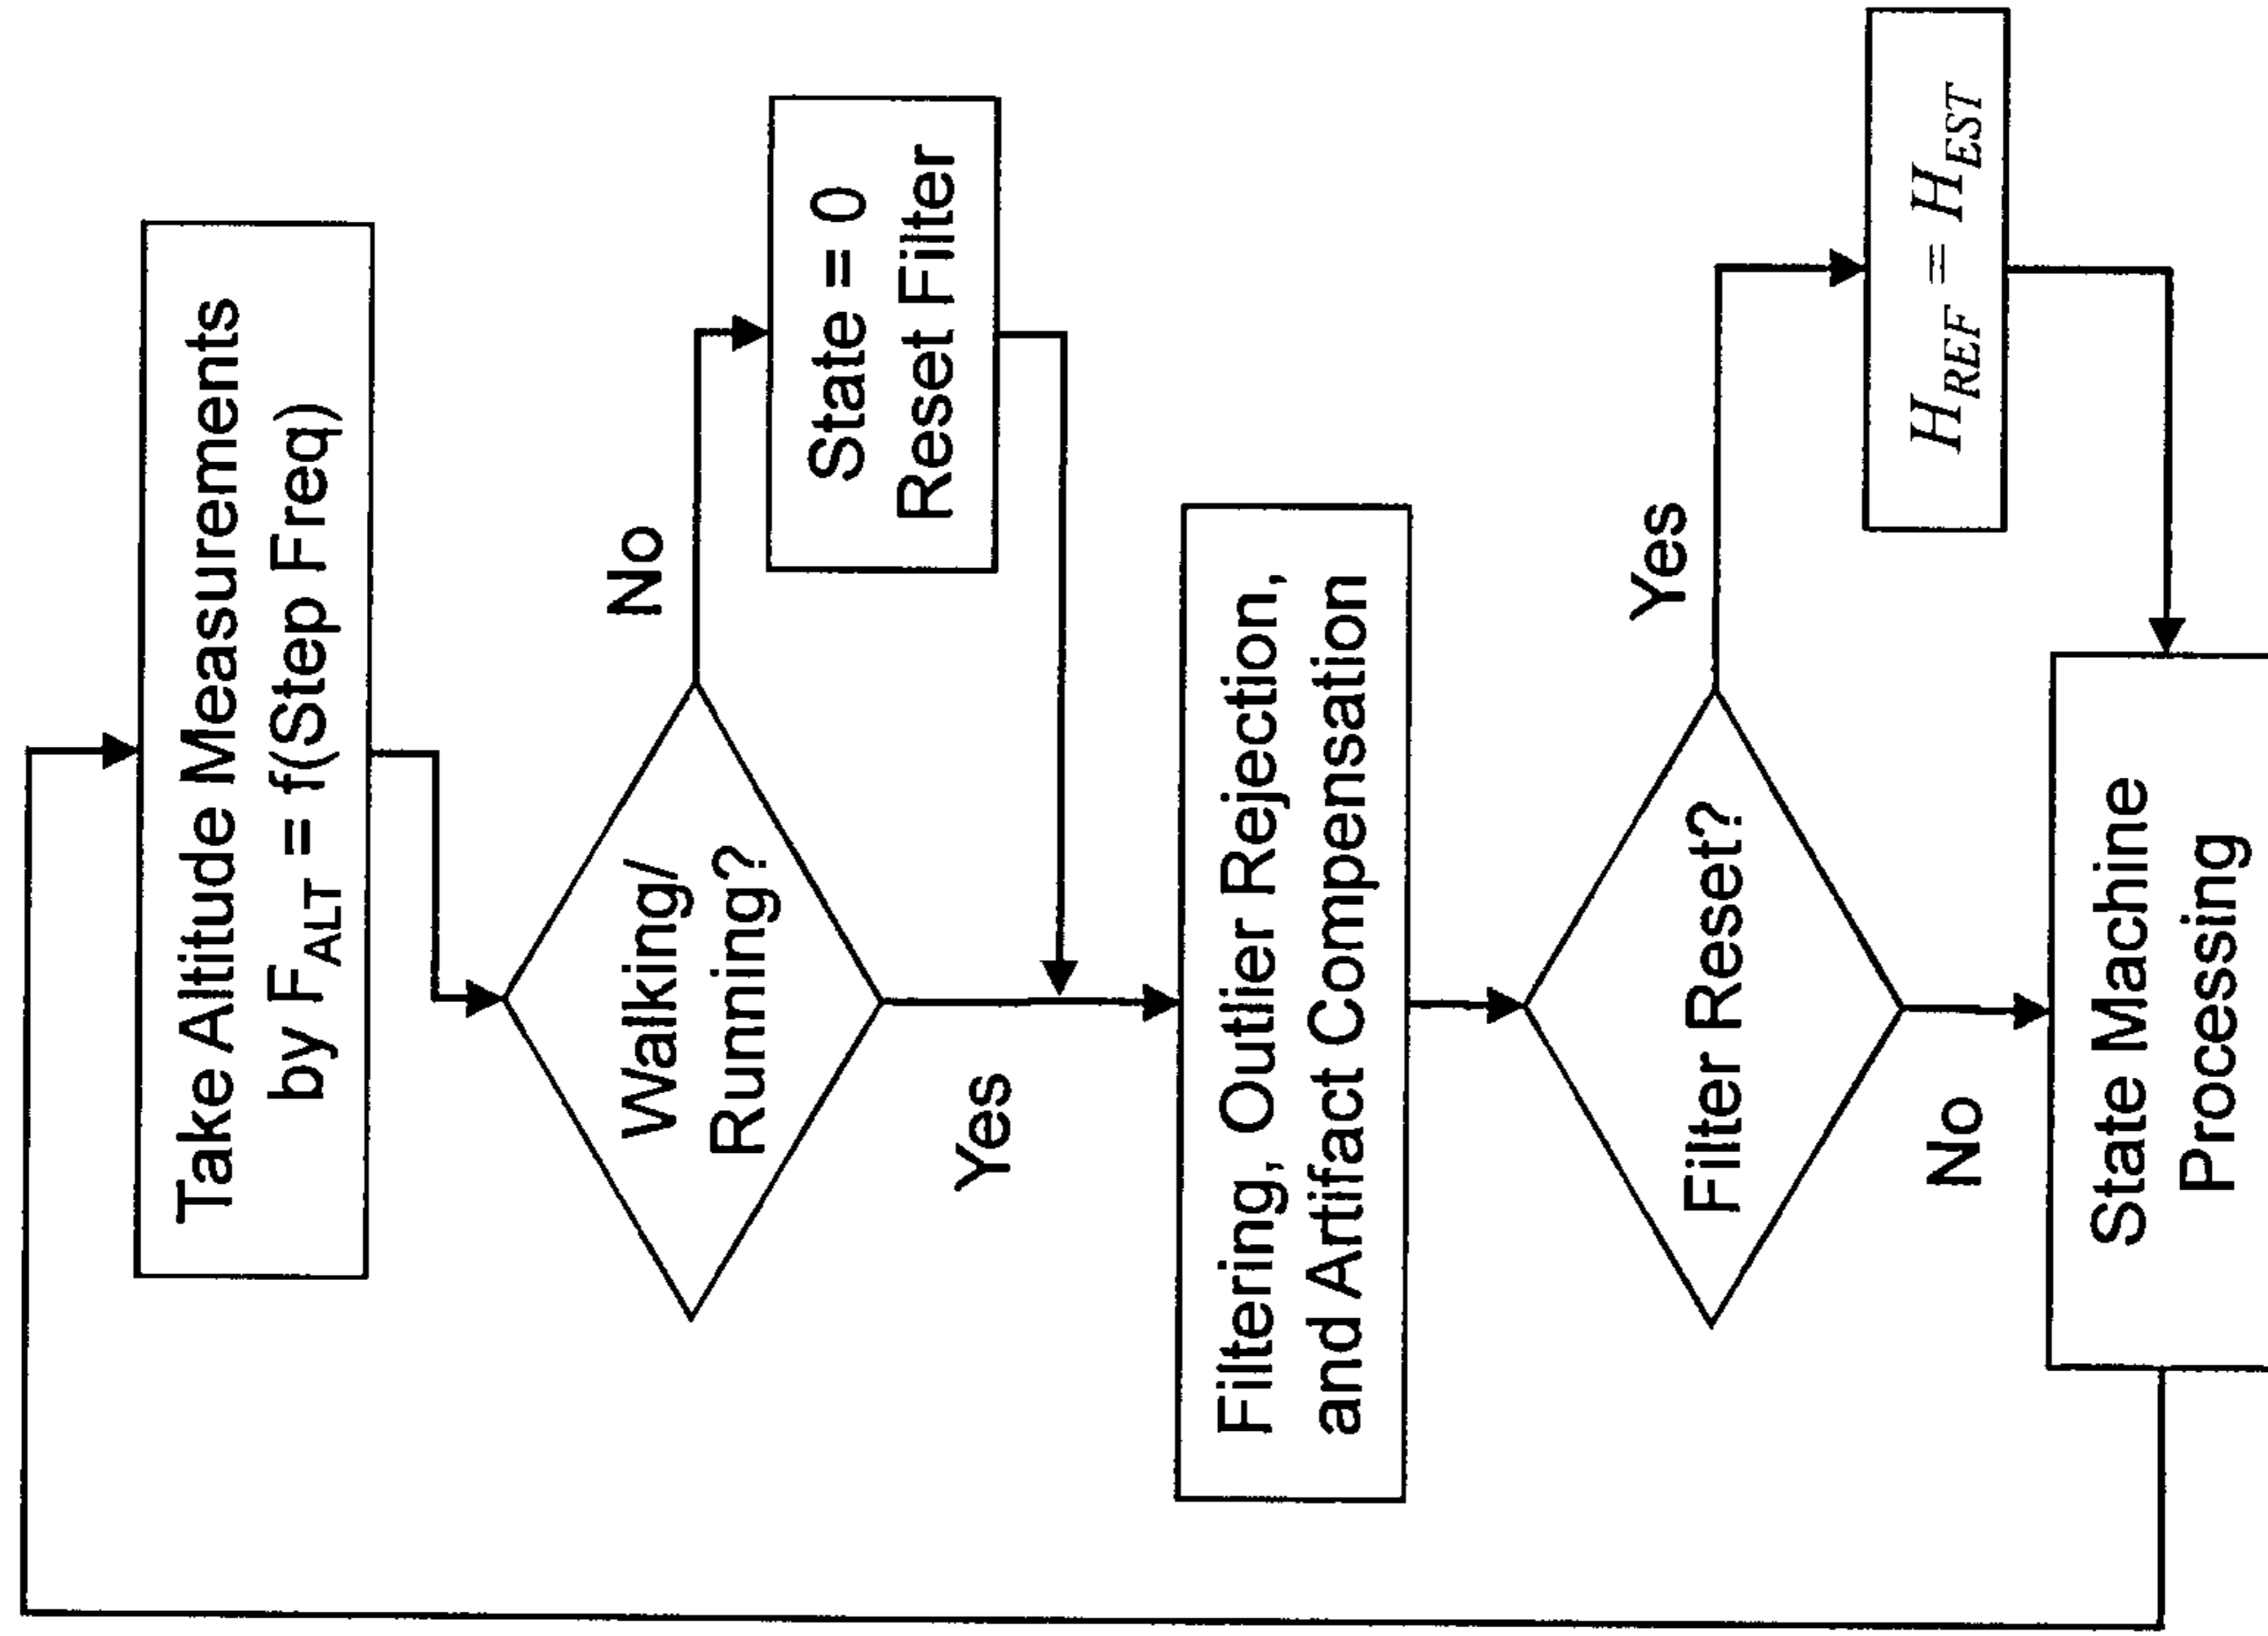 Take Altitude Measurements
by F_ALT = f(Step Freq)
Walking/
Running?
No
State = 0
Reset Filter
Yes
Filtering, Outlier Rejection,
and Artifact Compensation
Filter Reset?
Yes
H_REF = H_EST
No
State Machine
Processing